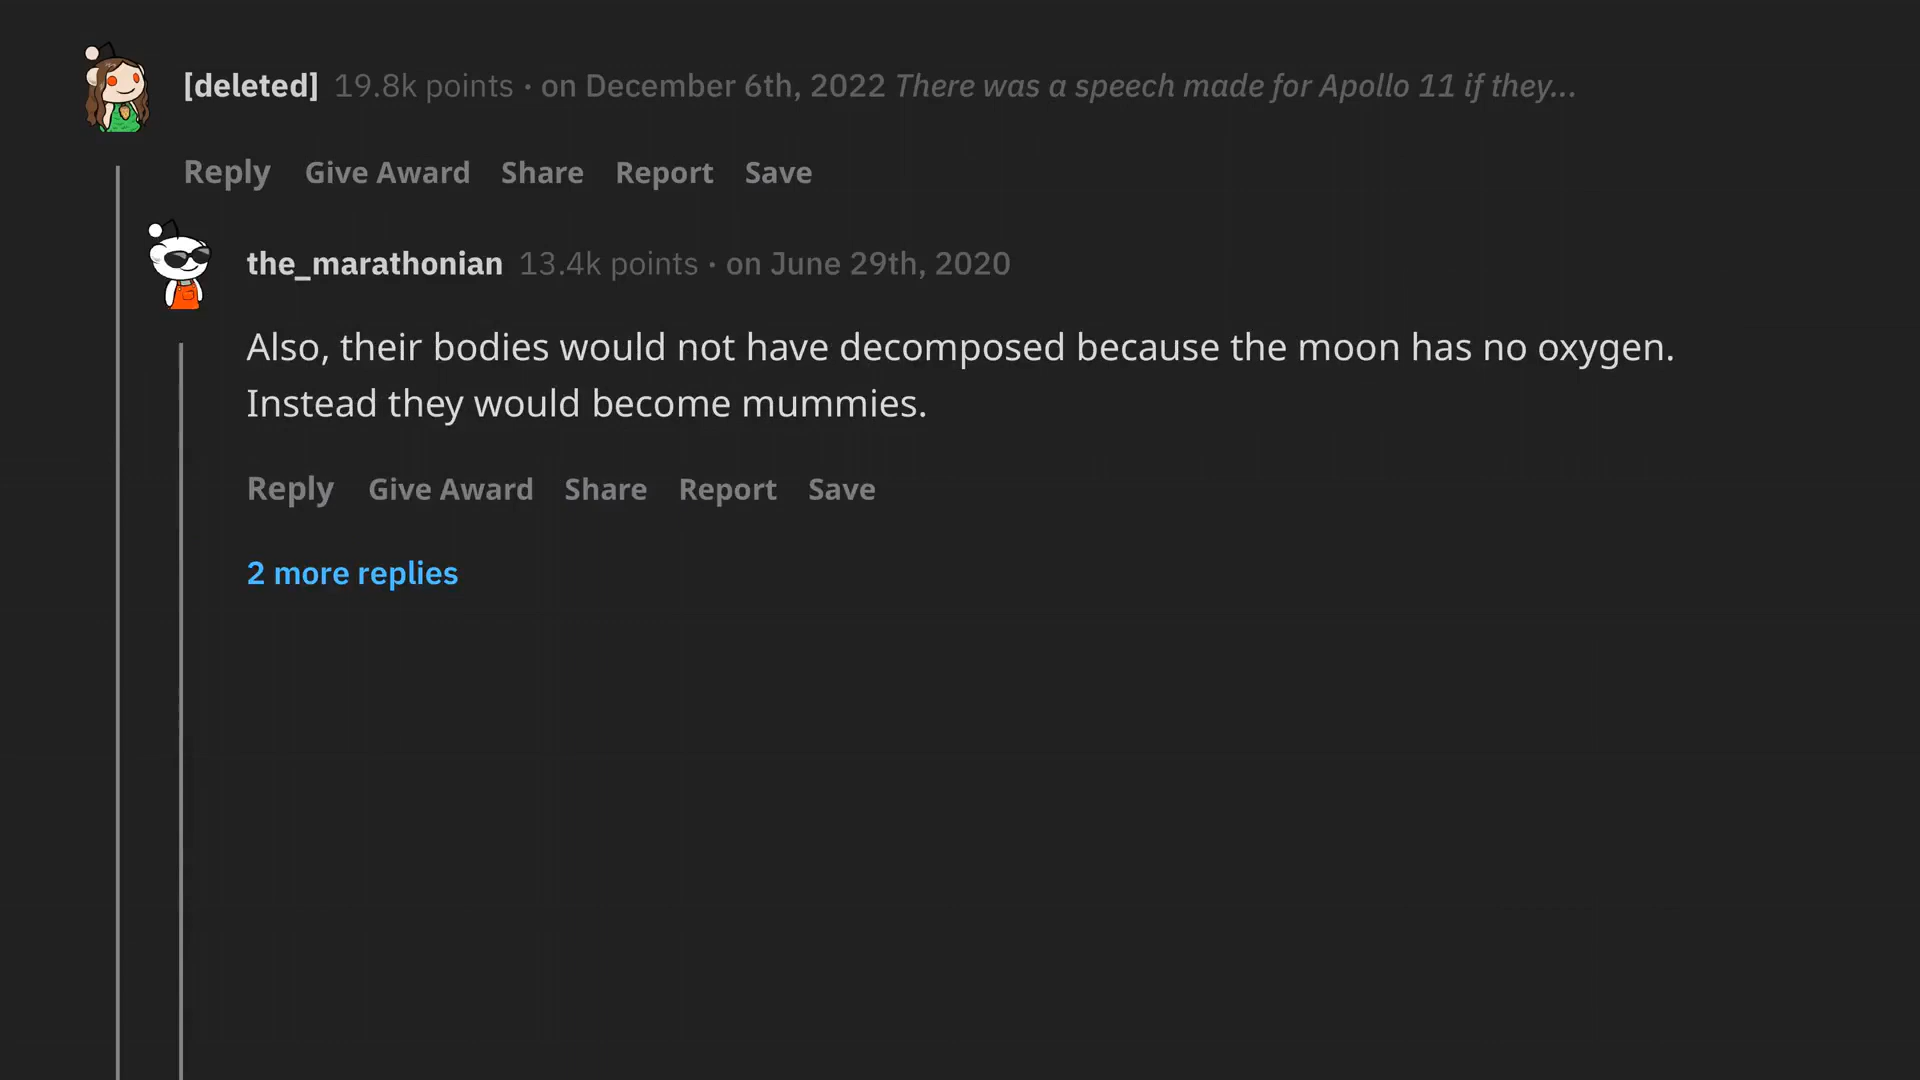 [deleted] 19.8k points · on December 6th, 2022 There was a speech made for Apollo 11 if they...
Reply Give Award Share Report Save
the_marathonian 13.4k points · on June 29th, 2020
Also, their bodies would not have decomposed because the moon has no oxygen.
Instead they would become mummies.
Reply Give Award Share Report Save
2 more replies